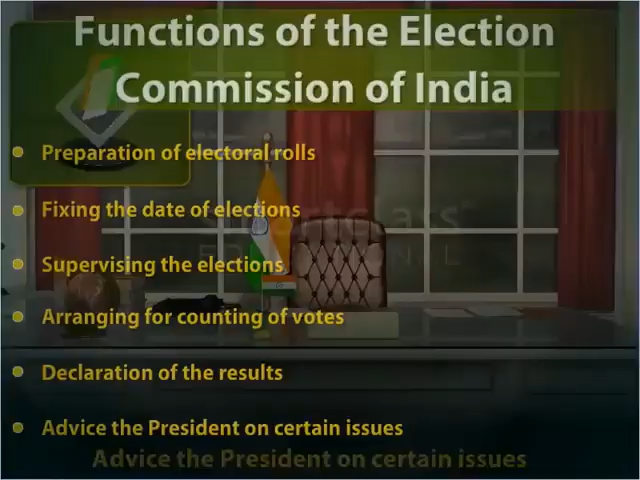 Functions of the Election
Commission of India
Preparation of electoral rolls
Fixing the date of elections
Supervising the elections
Arranging for counting of votes
Declaration of the results
Advice the President on certain issues
Advice the President on certain issues